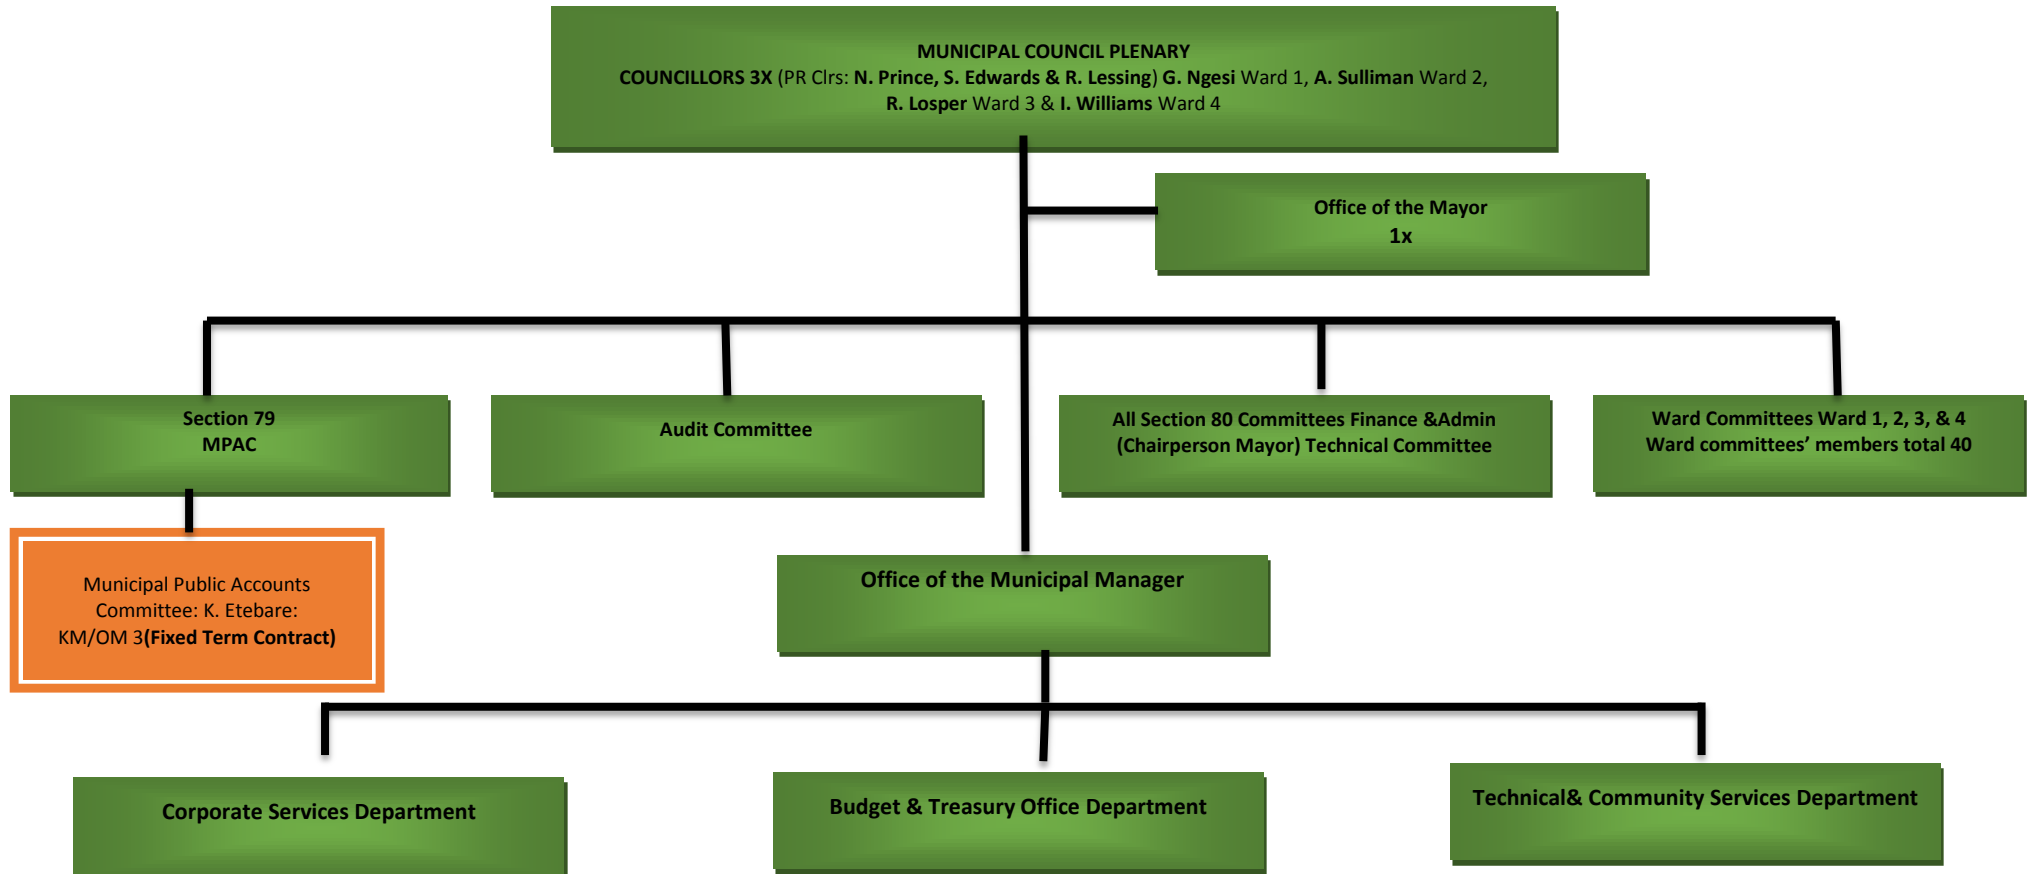 MUNICIPAL COUNCIL PLENARY
COUNCILLORS 3X (PR Clrs: N. Prince, S. Edwards & R. Lessing) G. Ngesi Ward 1, A. Sulliman Ward 2,
R. Losper Ward 3 & I. Williams Ward 4
Office of the Mayor
1x
Section 79
MPAC
Audit Committee
All Section 80 Committees Finance &Admin
(Chairperson Mayor) Technical Committee
Ward Committees Ward 1, 2, 3, & 4
Ward committees’ members total 40
Municipal Public Accounts
Committee: K. Etebare:
KM/OM 3(Fixed Term Contract)
Office of the Municipal Manager
Corporate Services Department
Budget & Treasury Office Department
Technical& Community Services Department